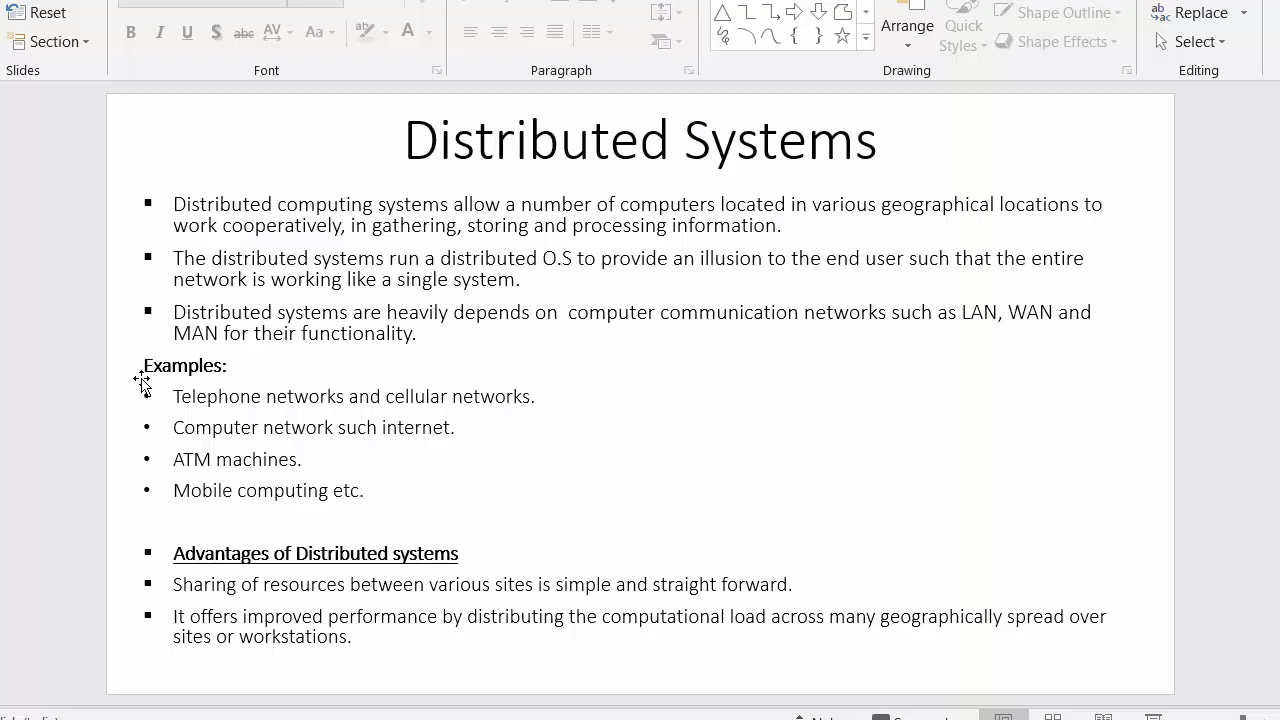 Reset
Replace
Section
B I U S abc AV Aa A
Arrange
Quick
Styles
Shape Outline
Shape Effects
Select
Slides
Font
Paragraph
Drawing
Editing
Distributed Systems
▪ Distributed computing systems allow a number of computers located in various geographical locations to
work cooperatively, in gathering, storing and processing information.
▪ The distributed systems run a distributed O.S to provide an illusion to the end user such that the entire
network is working like a single system.
▪ Distributed systems are heavily depends on  computer communication networks such as LAN, WAN and
MAN for their functionality.
Examples:
• Telephone networks and cellular networks.
• Computer network such internet.
• ATM machines.
• Mobile computing etc.
▪ Advantages of Distributed systems
▪ Sharing of resources between various sites is simple and straight forward.
▪ It offers improved performance by distributing the computational load across many geographically spread over
sites or workstations.